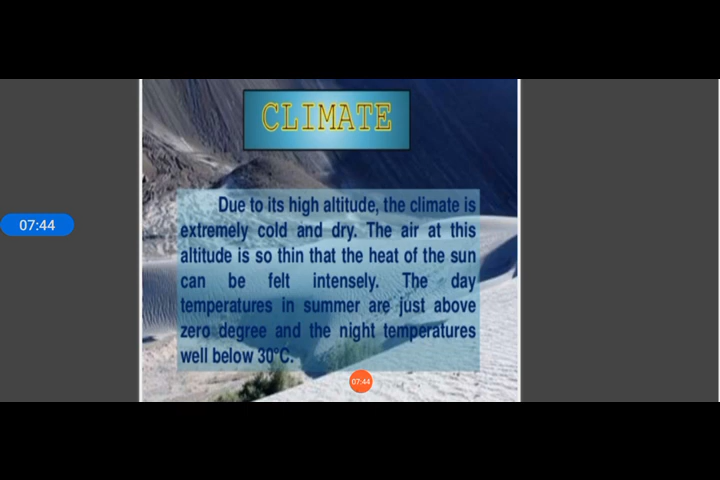 CLIMATE
Due to its high altitude, the climate is
extremely cold and dry. The air at this
altitude is so thin that the heat of the sun
can be felt intensely. The day
temperatures in summer are just above
zero degree and the night temperatures
well below 30°C.
07:44
07:44